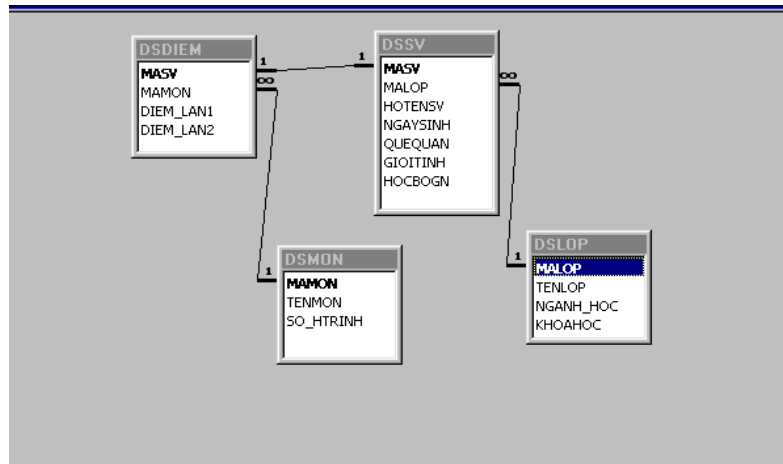 DSDIEM
MASV
MAMON
DIEM_LAN1
DIEM_LAN2
1
∞
1
DSSV
MASV
MALOP
HOTENSV
NGAYSINH
QUEQUAN
GIOITINH
HOCBOGN
∞
DSMON
1
MAMON
TENMON
SO_HTRINH
DSLOP
1
MALOP
TENLOP
NGANH_HOC
KHOAHOC